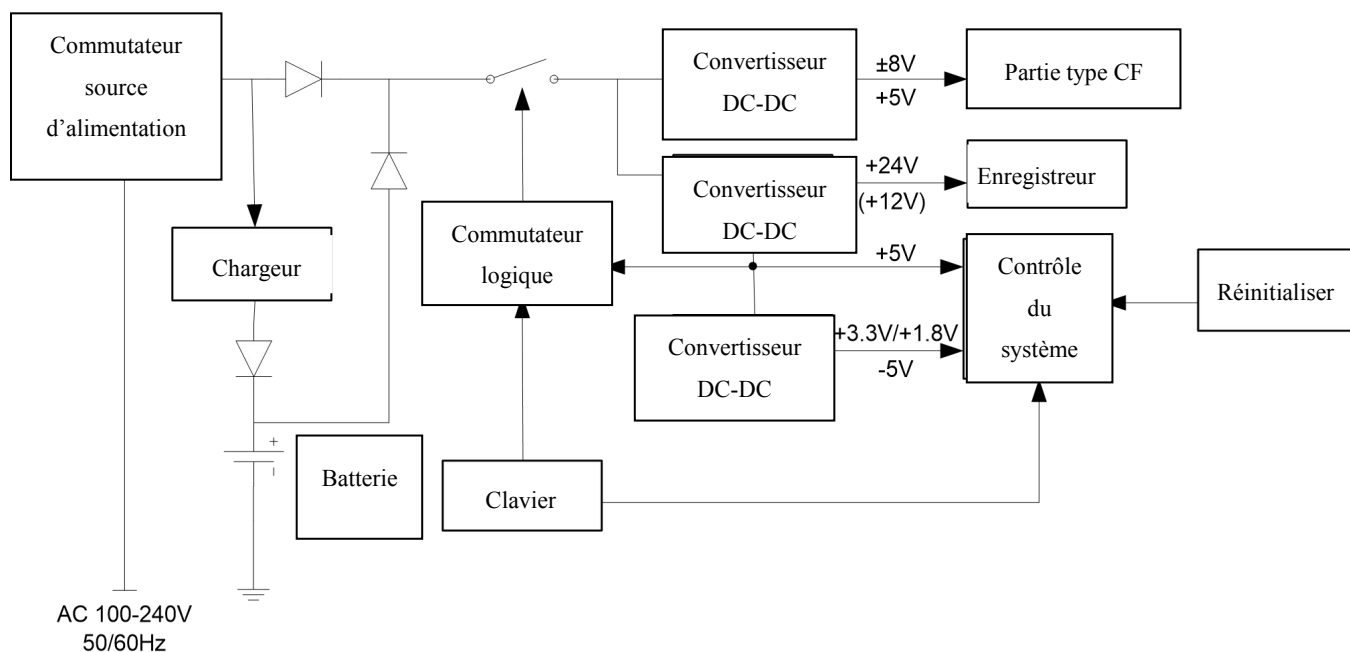 Commutateur
source
d'alimentation
Convertisseur
DC-DC
±8V
+5V
Partie type CF
Convertisseur
DC-DC
+24V
(+12V)
Enregistreur
Chargeur
Commutateur
logique
+5V
Contrôle
du
système
Réinitialiser
Convertisseur
DC-DC
+3.3V/+1.8V
-5V
+
-
Batterie
Clavier
AC 100-240V
50/60Hz